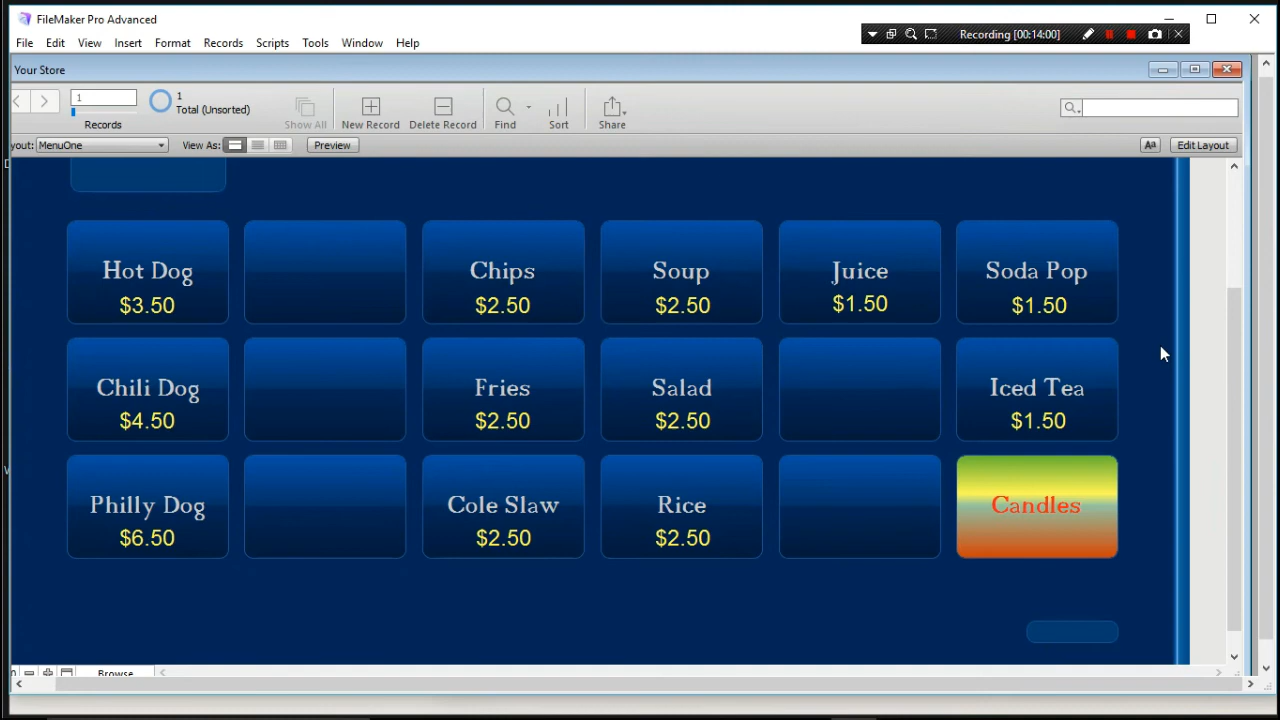 FileMaker Pro Advanced
File Edit View Insert Format Records Scripts Tools Window Help
Recording [00:14:00]
Your Store
1
1
Total (Unsorted)
Records
Show All
New Record
Delete Record
Find
Sort
Share
yout: MenuOne
View As:
Preview
Aa
Edit Layout
Hot Dog
$3.50
Chips
$2.50
Soup
$2.50
Juice
$1.50
Soda Pop
$1.50
Chili Dog
$4.50
Fries
$2.50
Salad
$2.50
Iced Tea
$1.50
Philly Dog
$6.50
Cole Slaw
$2.50
Rice
$2.50
Candles
Browse